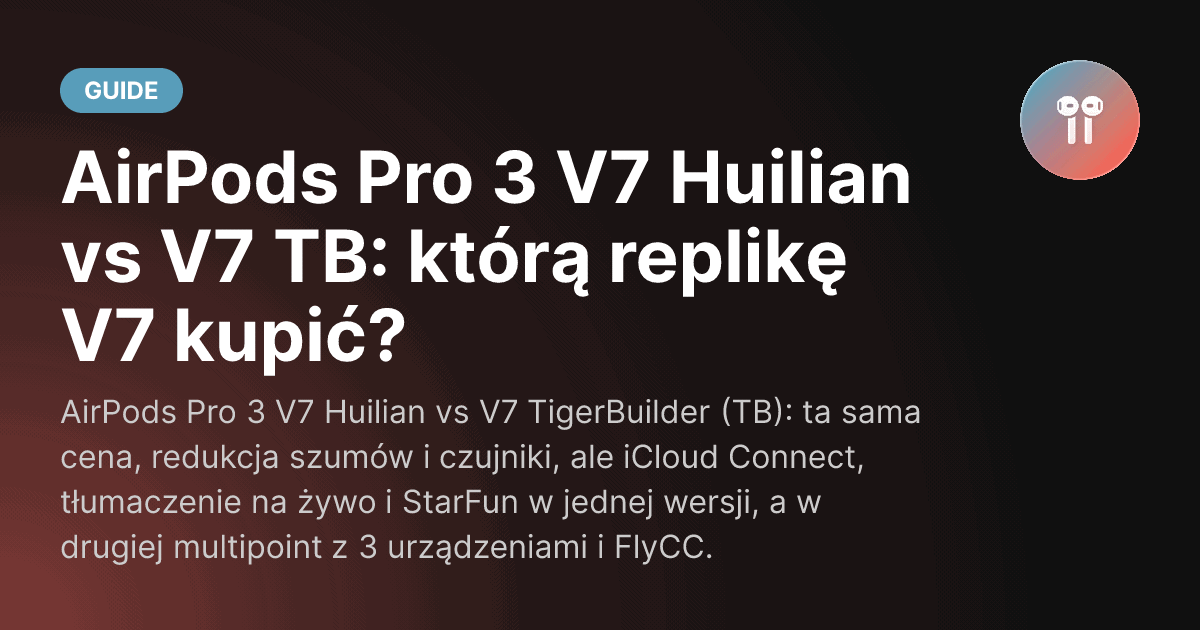 GUIDE
AirPods Pro 3 V7 Huilian
vs V7 TB: którą replikę
V7 kupić?
AirPods Pro 3 V7 Huilian vs V7 TigerBuilder (TB): ta sama
cena, redukcja szumów i czujniki, ale iCloud Connect,
tłumaczenie na żywo i StarFun w jednej wersji, a w
drugiej multipoint z 3 urządzeniami i FlyCC.